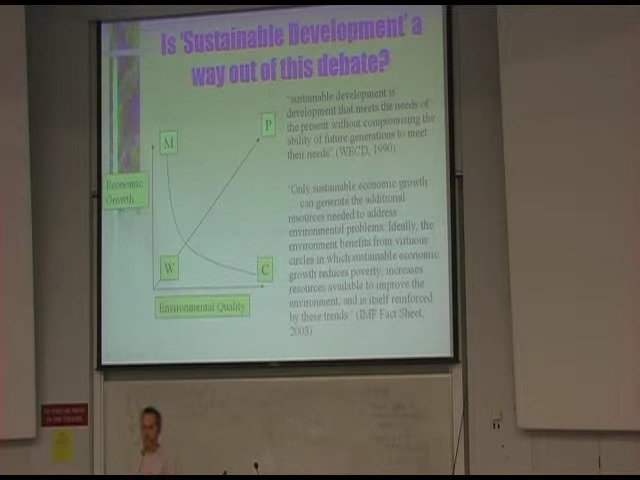 Is 'Sustainable Development' a
way out of this debate?
"sustainable development is
development that meets the needs of
the present without compromising the
ability of future generations to meet
their needs" (WECD, 1990)
M
P
Economic
Growth
"Only sustainable economic growth
can generate the additional
resources needed to address
environmental problems. Ideally, the
environment benefits from virtuous
circles in which sustainable economic
growth reduces poverty, increases
resources available to improve the
environment, and is itself reinforced
by these trends." (IMF Fact Sheet,
2003)
W
C
Environmental Quality